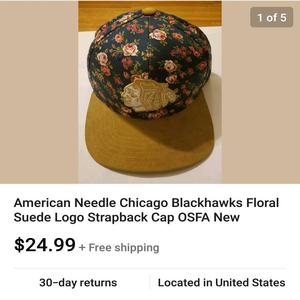 1 of 5
American Needle Chicago Blackhawks Floral
Suede Logo Strapback Cap OSFA New
$24.99 + Free shipping
30-day returns
Located in United States